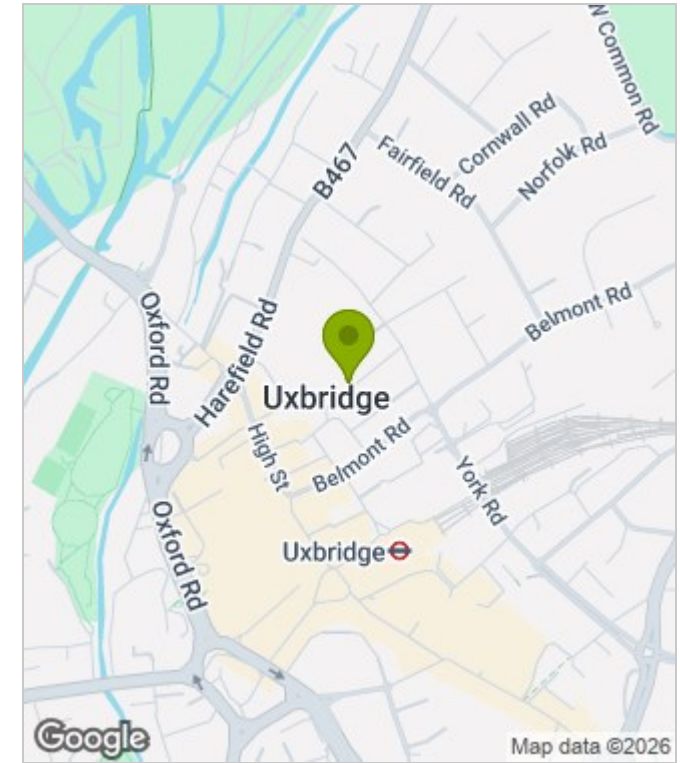 N Common Rd
Cornwall Rd
Fairfield Rd
Norfolk Rd
B467
Belmont Rd
Oxford Rd
Harefield Rd
Uxbridge
High St
Belmont Rd
York Rd
Oxford Rd
Uxbridge
Google
Map data ©2026